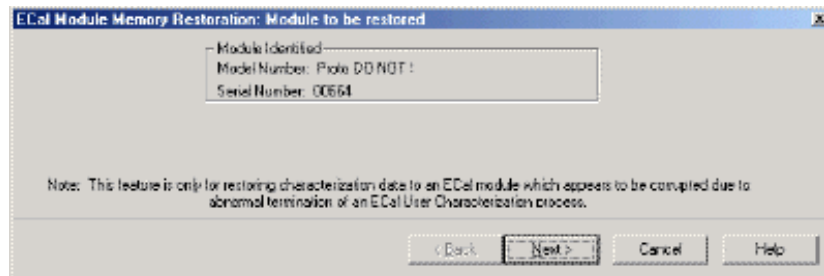 ECal Module Memory Restoration: Module to be restored
Module Identified
Model Number: Proto DO NOT !
Serial Number: 00664
Note: This feature is only for restoring characterization data to an ECal module which appears to be corrupted due to
abnormal termination of an ECal User Characterization process.
< Back Next > Cancel Help